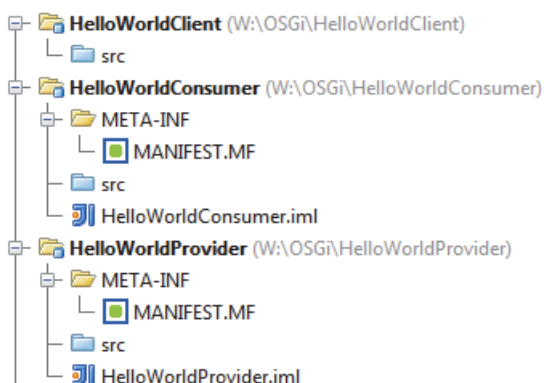 HelloWorldClient (W:\OSGi\HelloWorldClient)
src
HelloWorldConsumer (W:\OSGi\HelloWorldConsumer)
META-INF
MANIFEST.MF
src
HelloWorldConsumer.iml
HelloWorldProvider (W:\OSGi\HelloWorldProvider)
META-INF
MANIFEST.MF
src
HelloWorldProvider.iml